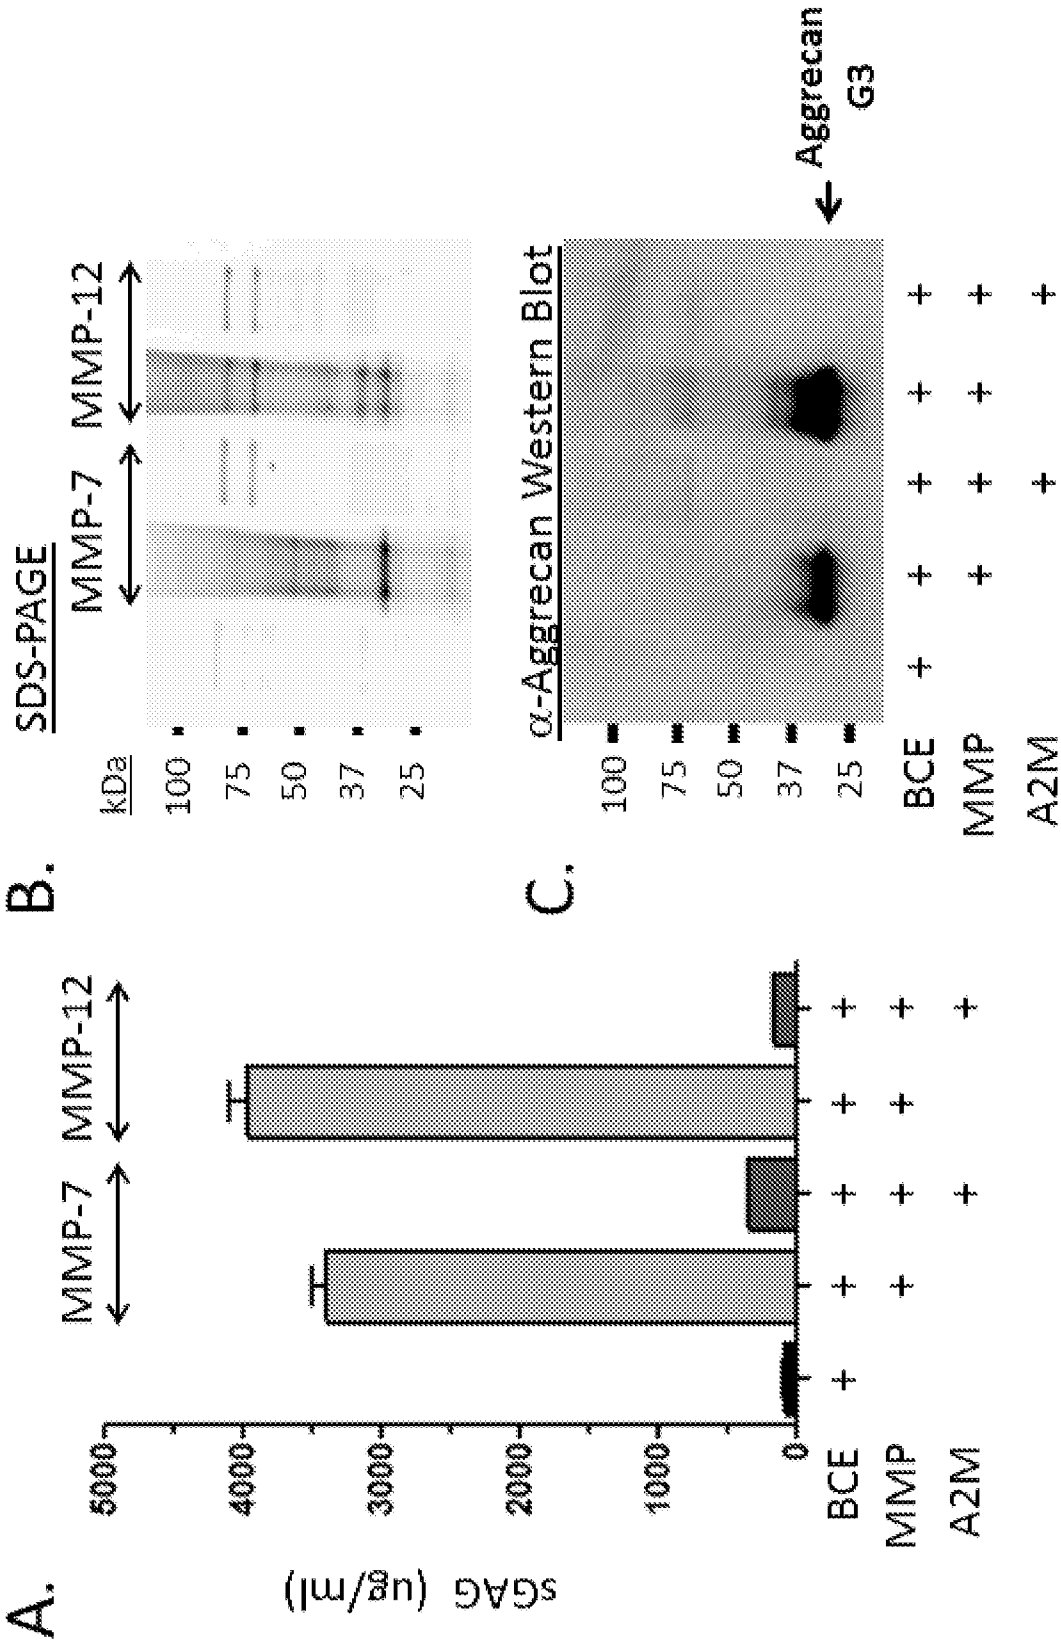 A.
MMP-7 MMP-12
sGAG (ug/ml)
5000
4000
3000
2000
1000
0
BCE + + + + +
MMP + + + +
A2M + +
B.
SDS-PAGE
MMP-7 MMP-12
kDa
100
75
50
37
25
C.
α-Aggrecan Western Blot
100
75
50
37
25
Aggrecan
G3
BCE + + + + +
MMP + + + +
A2M + +